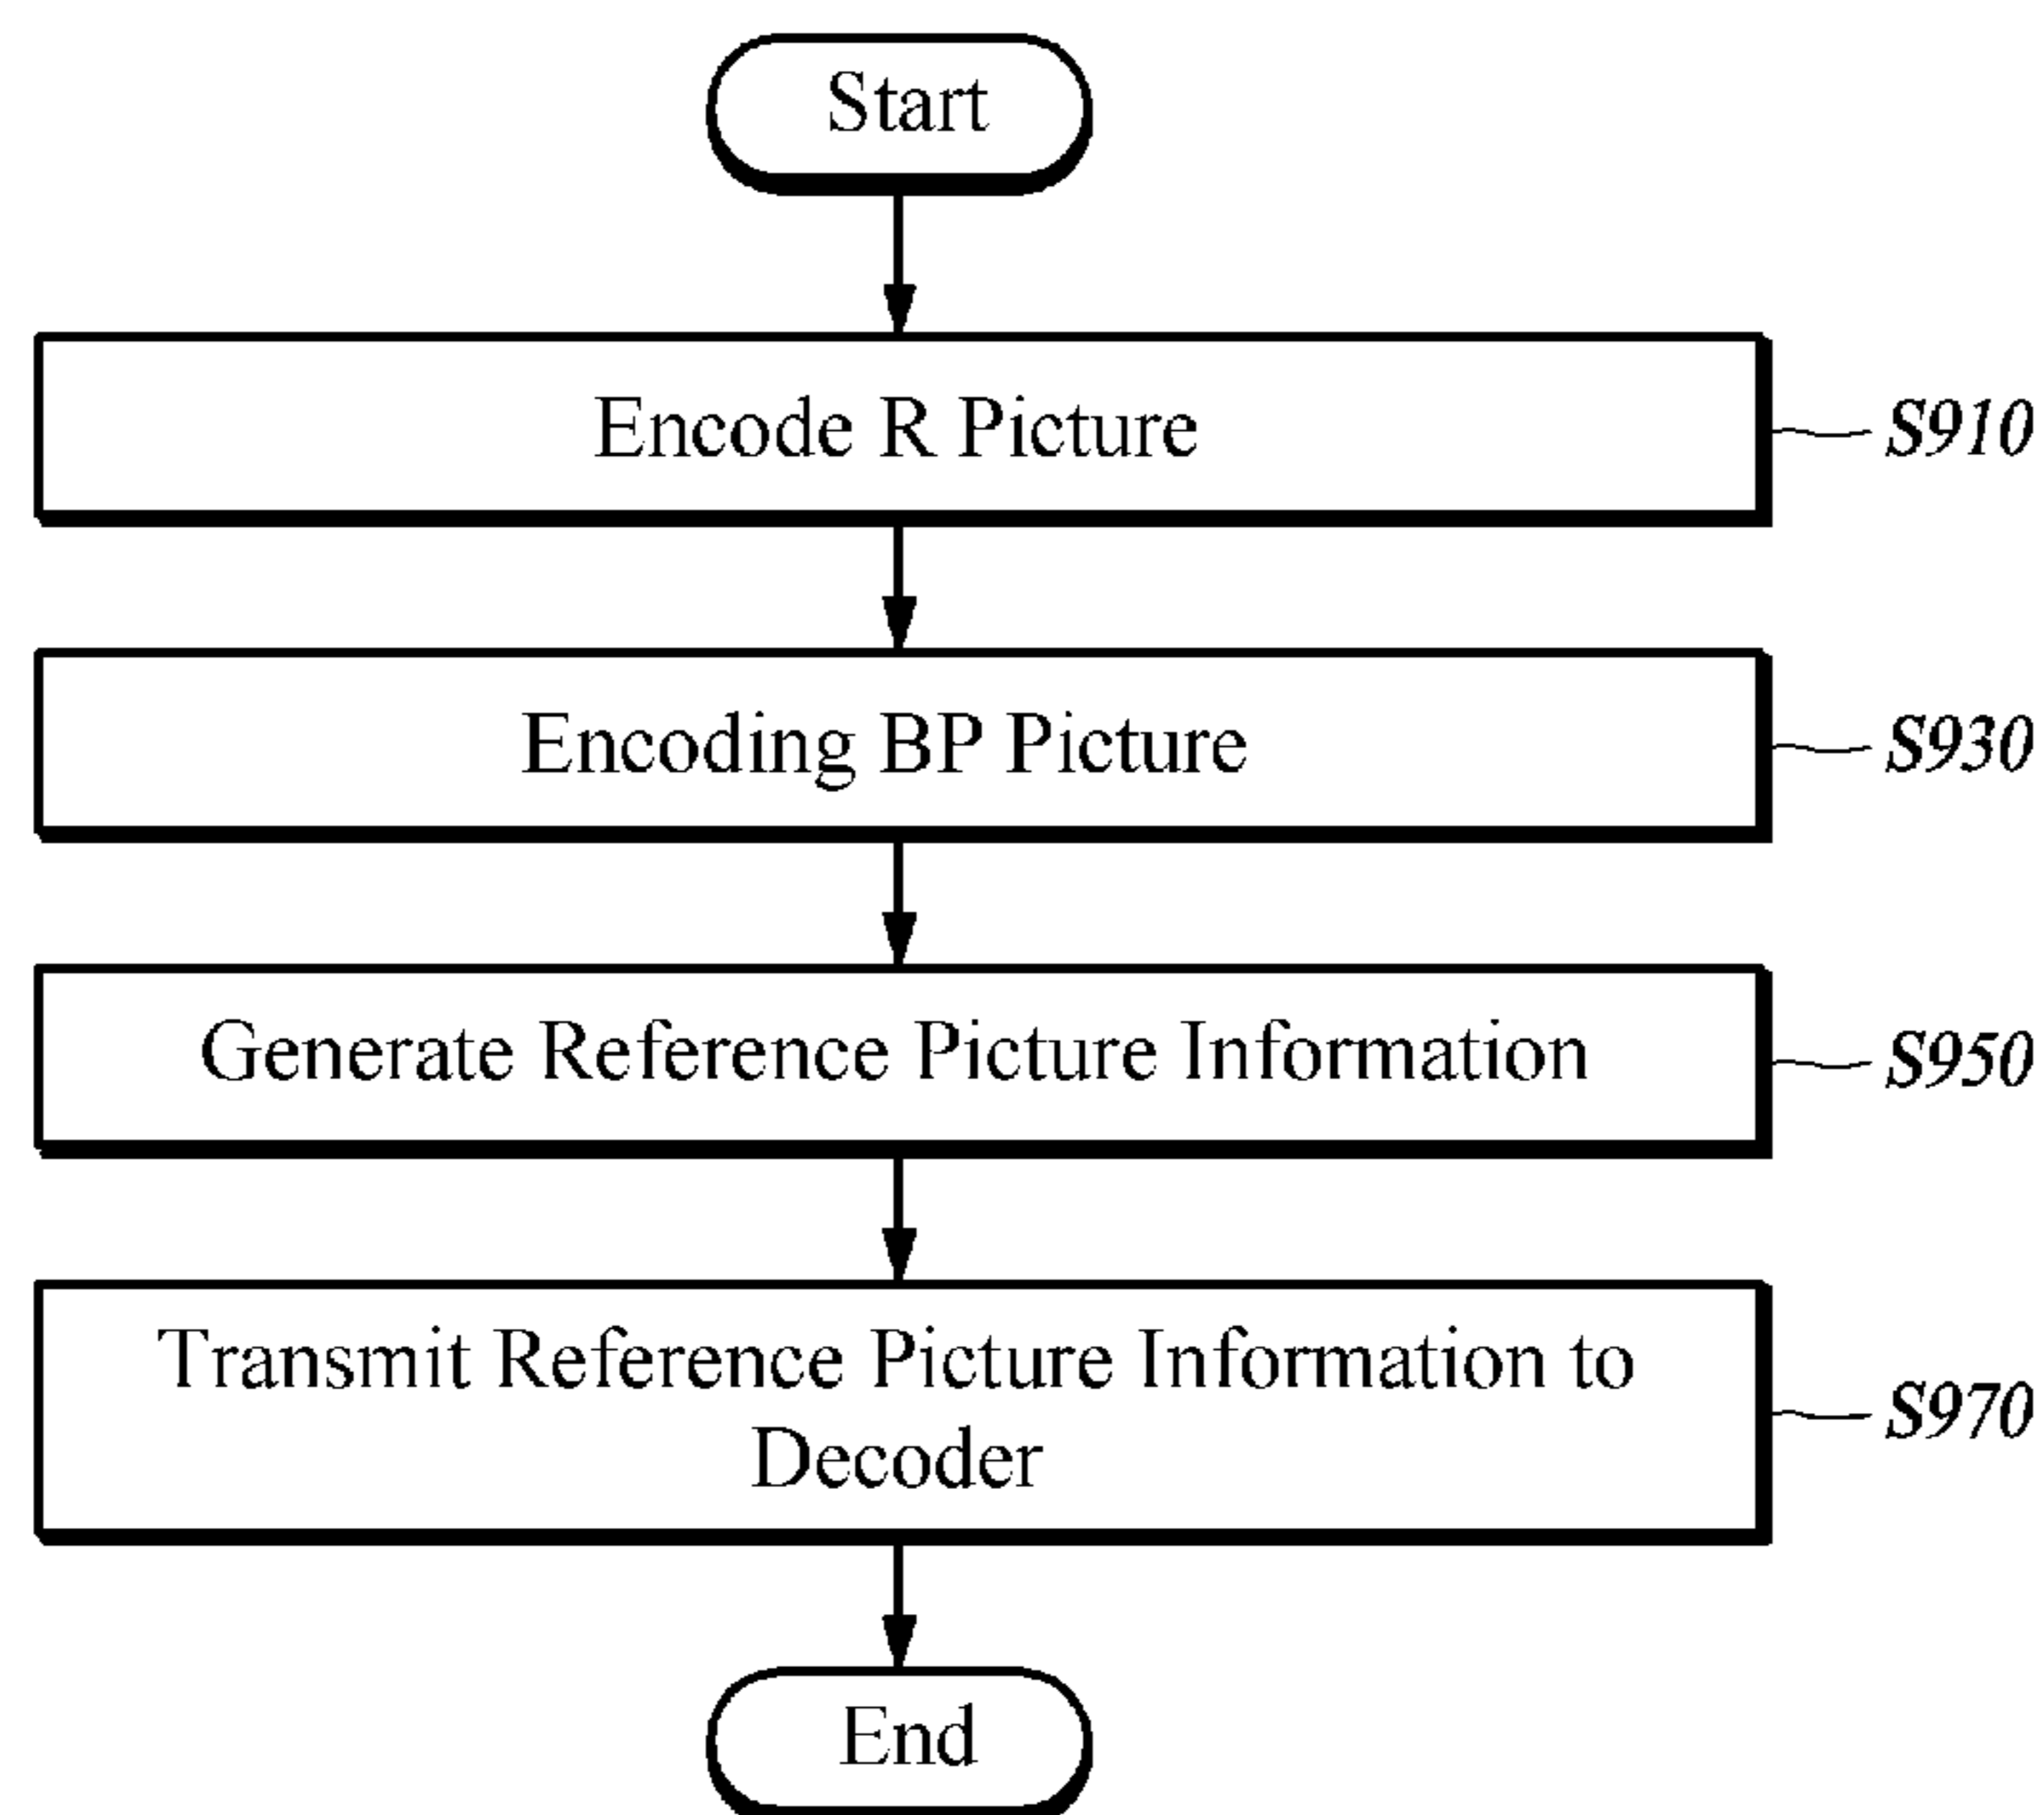 Start
Encode R Picture
S910
Encoding BP Picture
S930
Generate Reference Picture Information
S950
Transmit Reference Picture Information to
Decoder
S970
End